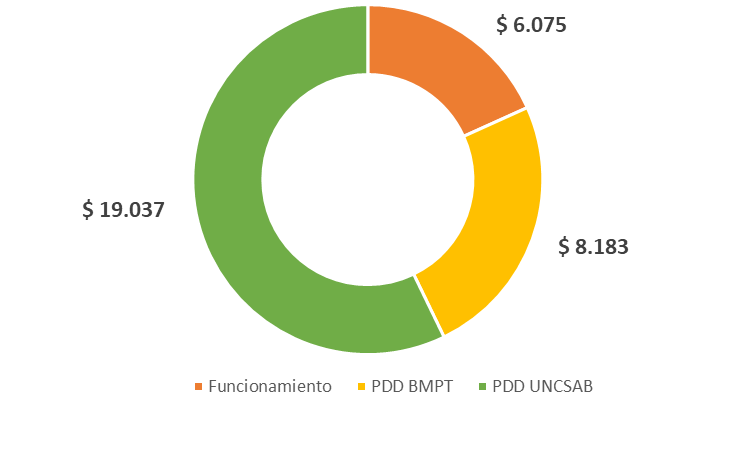 $ 6.075
$ 19.037
$ 8.183
Funcionamiento PDD BMPT PDD UNCSAB